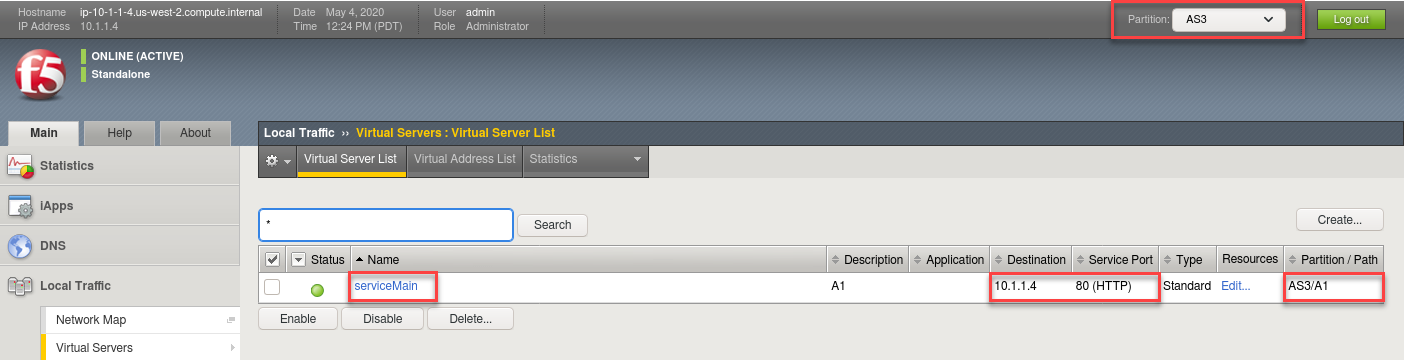 Hostname ip-10-1-1-4.us-west-2.compute.internal Date May 4, 2020 User admin Partition: AS3 Log out
IP Address 10.1.1.4 Time 12:24 PM (PDT) Role Administrator
f5 ONLINE (ACTIVE)
Standalone
Main Help About Local Traffic ›› Virtual Servers : Virtual Server List
Virtual Server List Virtual Address List Statistics
Statistics
iApps
DNS
Local Traffic
Network Map
Virtual Servers
* Search Create...
Status Name Description Application Destination Service Port Type Resources Partition / Path
serviceMain A1 10.1.1.4 80 (HTTP) Standard Edit... AS3/A1
Enable Disable Delete...